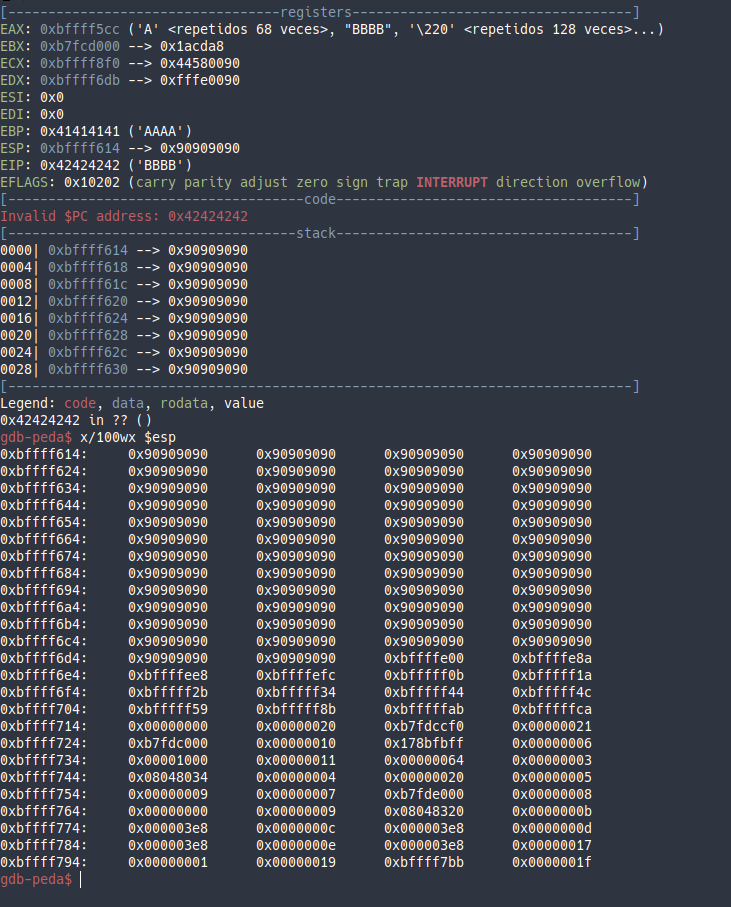 [----------------------------------registers-----------------------------------]
EAX: 0xbffff5cc ('A' <repetidos 68 veces>, "BBBB", '\220' <repetidos 128 veces>...)
EBX: 0xb7fcd000 --> 0x1acda8
ECX: 0xbffff8f0 --> 0x44580090
EDX: 0xbffff6db --> 0xfffe0090
ESI: 0x0
EDI: 0x0
EBP: 0x41414141 ('AAAA')
ESP: 0xbffff614 --> 0x90909090
EIP: 0x42424242 ('BBBB')
EFLAGS: 0x10202 (carry parity adjust zero sign trap INTERRUPT direction overflow)
[-------------------------------------code-------------------------------------]
Invalid $PC address: 0x42424242
[------------------------------------stack-------------------------------------]
0000| 0xbffff614 --> 0x90909090
0004| 0xbffff618 --> 0x90909090
0008| 0xbffff61c --> 0x90909090
0012| 0xbffff620 --> 0x90909090
0016| 0xbffff624 --> 0x90909090
0020| 0xbffff628 --> 0x90909090
0024| 0xbffff62c --> 0x90909090
0028| 0xbffff630 --> 0x90909090
[------------------------------------------------------------------------------]
Legend: code, data, rodata, value
0x42424242 in ?? ()
gdb-peda$ x/100wx $esp
0xbffff614: 0x90909090 0x90909090 0x90909090 0x90909090
0xbffff624: 0x90909090 0x90909090 0x90909090 0x90909090
0xbffff634: 0x90909090 0x90909090 0x90909090 0x90909090
0xbffff644: 0x90909090 0x90909090 0x90909090 0x90909090
0xbffff654: 0x90909090 0x90909090 0x90909090 0x90909090
0xbffff664: 0x90909090 0x90909090 0x90909090 0x90909090
0xbffff674: 0x90909090 0x90909090 0x90909090 0x90909090
0xbffff684: 0x90909090 0x90909090 0x90909090 0x90909090
0xbffff694: 0x90909090 0x90909090 0x90909090 0x90909090
0xbffff6a4: 0x90909090 0x90909090 0x90909090 0x90909090
0xbffff6b4: 0x90909090 0x90909090 0x90909090 0x90909090
0xbffff6c4: 0x90909090 0x90909090 0x90909090 0x90909090
0xbffff6d4: 0x90909090 0x90909090 0xbffffe00 0xbffffe8a
0xbffff6e4: 0xbffffee8 0xbffffefc 0xbfffff0b 0xbfffff1a
0xbffff6f4: 0xbfffff2b 0xbfffff34 0xbfffff44 0xbfffff4c
0xbffff704: 0xbfffff59 0xbfffff8b 0xbfffffab 0xbfffffca
0xbffff714: 0x00000000 0x00000020 0xb7fdccf0 0x00000021
0xbffff724: 0xb7fdc000 0x00000010 0x178bfbff 0x00000006
0xbffff734: 0x00001000 0x00000011 0x00000064 0x00000003
0xbffff744: 0x08048034 0x00000004 0x00000020 0x00000005
0xbffff754: 0x00000009 0x00000007 0xb7fde000 0x00000008
0xbffff764: 0x00000000 0x00000009 0x08048320 0x0000000b
0xbffff774: 0x000003e8 0x0000000c 0x000003e8 0x0000000d
0xbffff784: 0x000003e8 0x0000000e 0x000003e8 0x00000017
0xbffff794: 0x00000001 0x00000019 0xbffff7bb 0x0000001f
gdb-peda$